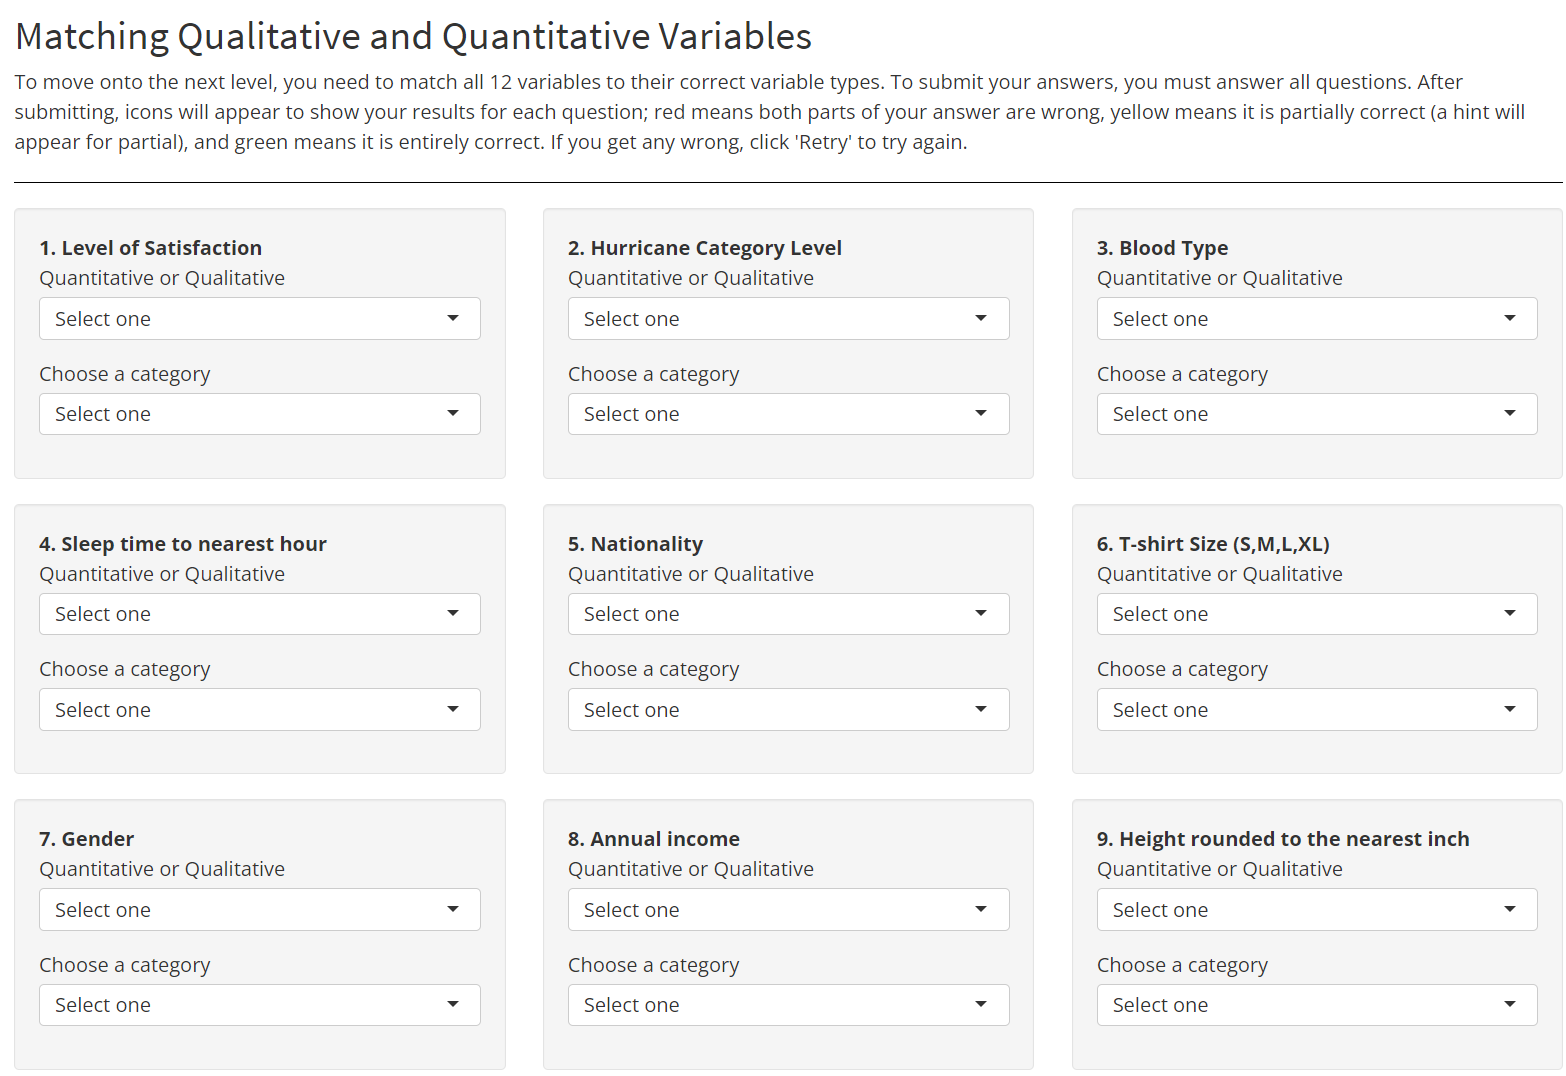 Matching Qualitative and Quantitative Variables
To move onto the next level, you need to match all 12 variables to their correct variable types. To submit your answers, you must answer all questions. After
submitting, icons will appear to show your results for each question; red means both parts of your answer are wrong, yellow means it is partially correct (a hint will
appear for partial), and green means it is entirely correct. If you get any wrong, click 'Retry' to try again.
1. Level of Satisfaction
Quantitative or Qualitative
Select one
Choose a category
Select one
2. Hurricane Category Level
Quantitative or Qualitative
Select one
Choose a category
Select one
3. Blood Type
Quantitative or Qualitative
Select one
Choose a category
Select one
4. Sleep time to nearest hour
Quantitative or Qualitative
Select one
Choose a category
Select one
5. Nationality
Quantitative or Qualitative
Select one
Choose a category
Select one
6. T-shirt Size (S,M,L,XL)
Quantitative or Qualitative
Select one
Choose a category
Select one
7. Gender
Quantitative or Qualitative
Select one
Choose a category
Select one
8. Annual income
Quantitative or Qualitative
Select one
Choose a category
Select one
9. Height rounded to the nearest inch
Quantitative or Qualitative
Select one
Choose a category
Select one